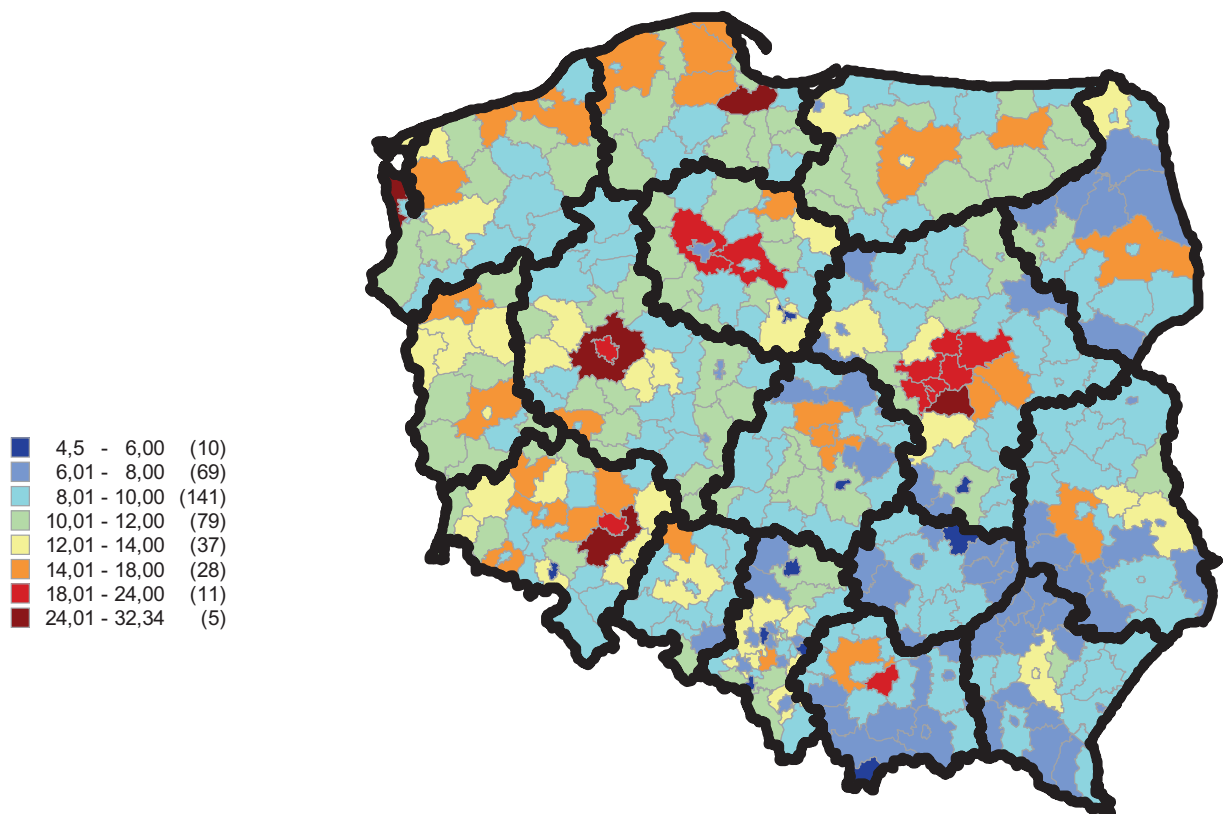 4,5 - 6,00 (10)
6,01 - 8,00 (69)
8,01 - 10,00 (141)
10,01 - 12,00 (79)
12,01 - 14,00 (37)
14,01 - 18,00 (28)
18,01 - 24,00 (11)
24,01 - 32,34 (5)